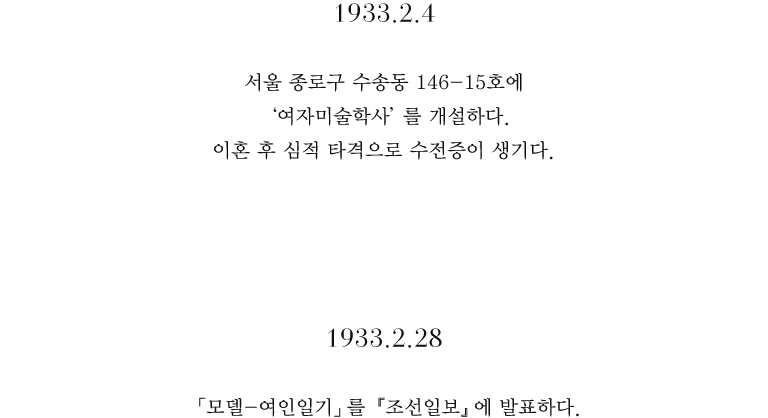 1933.2.4
서울 종로구 수송동 146-15호에
‘여자미술학사’ 를 개설하다.
이혼 후 심적 타격으로 수전증이 생기다.
1933.2.28
「모델-여인일기」를 『조선일보』에 발표하다.